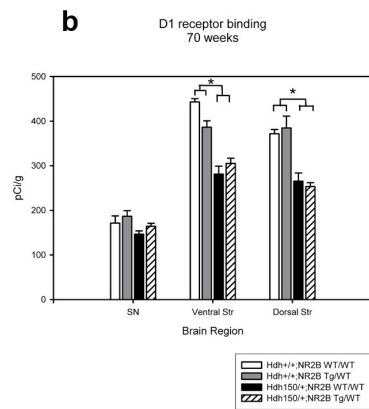 b
D1 receptor binding
70 weeks
500
400
300
200
100
0
pCi/g
*
*
SN
Ventral Str
Dorsal Str
Brain Region
Hdh+/+;NR2B WT/WT
Hdh+/+;NR2B Tg/WT
Hdh150/+;NR2B WT/WT
Hdh150/+;NR2B Tg/WT